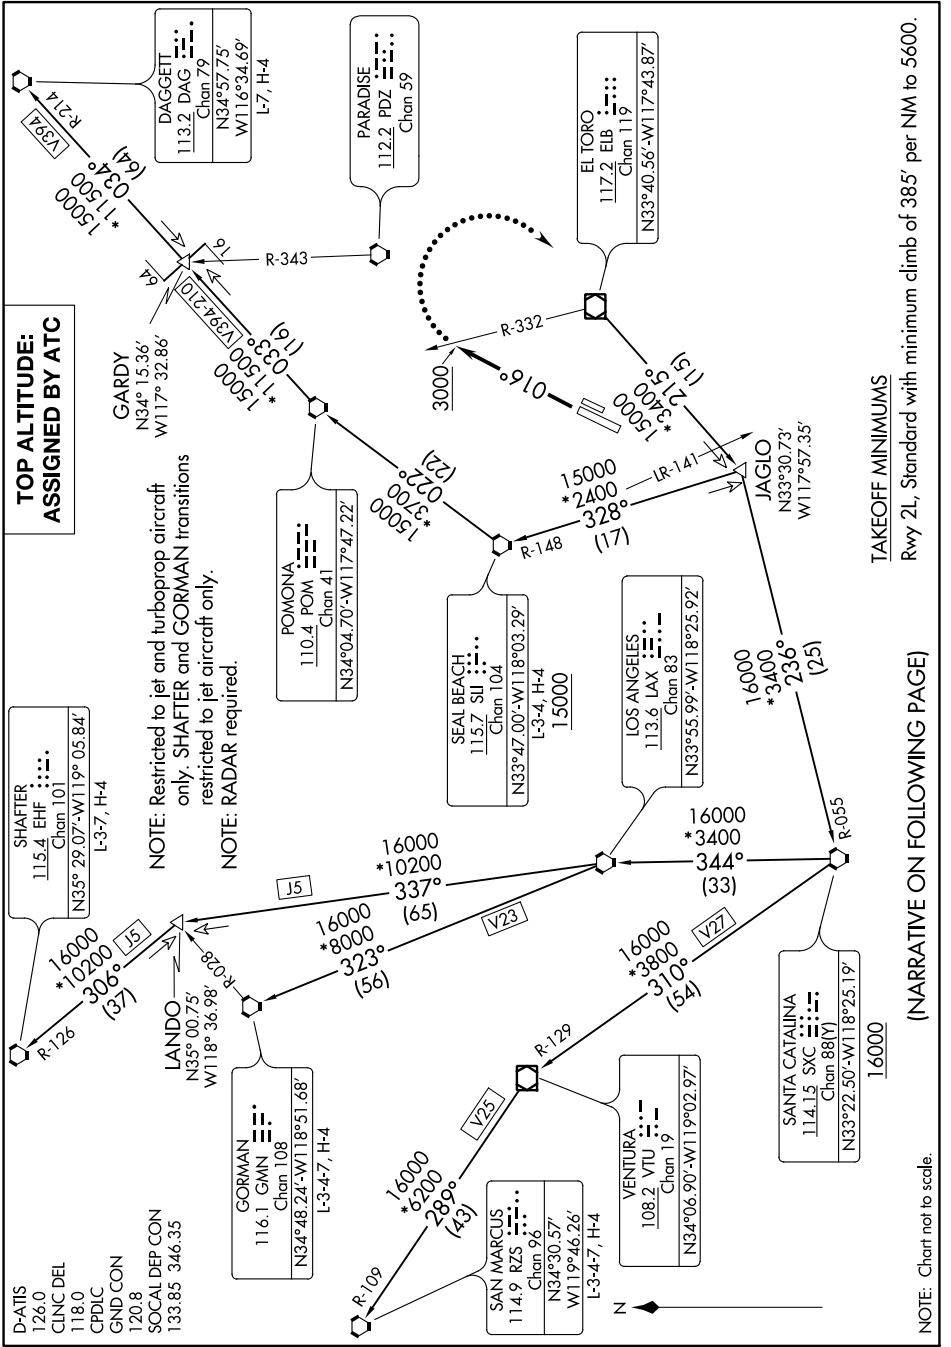 D-ATIS
126.0
CLNC DEL
118.0
CPDLC
GND CON
120.8
SOCAL DEP CON
133.85 346.35
TOP ALTITUDE:
ASSIGNED BY ATC
SHAFTER
115.4 EHF
Chan 101
N35° 29.07′-W119° 05.84′
L-3-7, H-4
NOTE: Restricted to jet and turboprop aircraft
only. SHAFTER and GORMAN transitions
restricted to jet aircraft only.
NOTE: RADAR required.
DAGGETT
113.2 DAG
Chan 79
N34°57.75′
W116°34.69′
L-7, H-4
R-214
V394
15000
*11500
034°
(64)
GARDY
N34° 15.36′
W117° 32.86′
64
16
V394-210
15000
*11500
033°
(16)
R-343
PARADISE
112.2 PDZ
Chan 59
R-126
16000
*10200
306°
(37)
J5
LANDO
N35° 00.75′
W118° 36.98′
R-028
GORMAN
116.1 GMN
Chan 108
N34°48.24′-W118°51.68′
L-3-4-7, H-4
16000
*10200
337°
(65)
J5
16000
*8000
323°
(56)
V23
POMONA
110.4 POM
Chan 41
N34°04.70′-W117°47.22′
15000
*3700
022°
(22)
SEAL BEACH
115.7 SLI
Chan 104
N33°47.00′-W118°03.29′
L-3-4, H-4
15000
R-148
15000
*2400
328°
(17)
LR-141
3000
016°
R-332
EL TORO
117.2 ELB
Chan 119
N33°40.56′-W117°43.87′
15000
*3400
215°
(15)
JAGLO
N33°30.73′
W117°57.35′
LOS ANGELES
113.6 LAX
Chan 83
N33°55.99′-W118°25.92′
16000
*3400
344°
(33)
16000
*3400
236°
(25)
R-055
R-109
SAN MARCUS
114.9 RZS
Chan 96
N34°30.57′
W119°46.26′
L-3-4-7, H-4
16000
*6200
289°
(43)
V25
R-129
VENTURA
108.2 VTU
Chan 19
N34°06.90′-W119°02.97′
16000
*3800
310°
(54)
V27
SANTA CATALINA
114.15 SXC
Chan 88(Y)
N33°22.50′-W118°25.19′
16000
TAKEOFF MINIMUMS
Rwy 2L, Standard with minimum climb of 385′ per NM to 5600.
N
NOTE: Chart not to scale.
(NARRATIVE ON FOLLOWING PAGE)